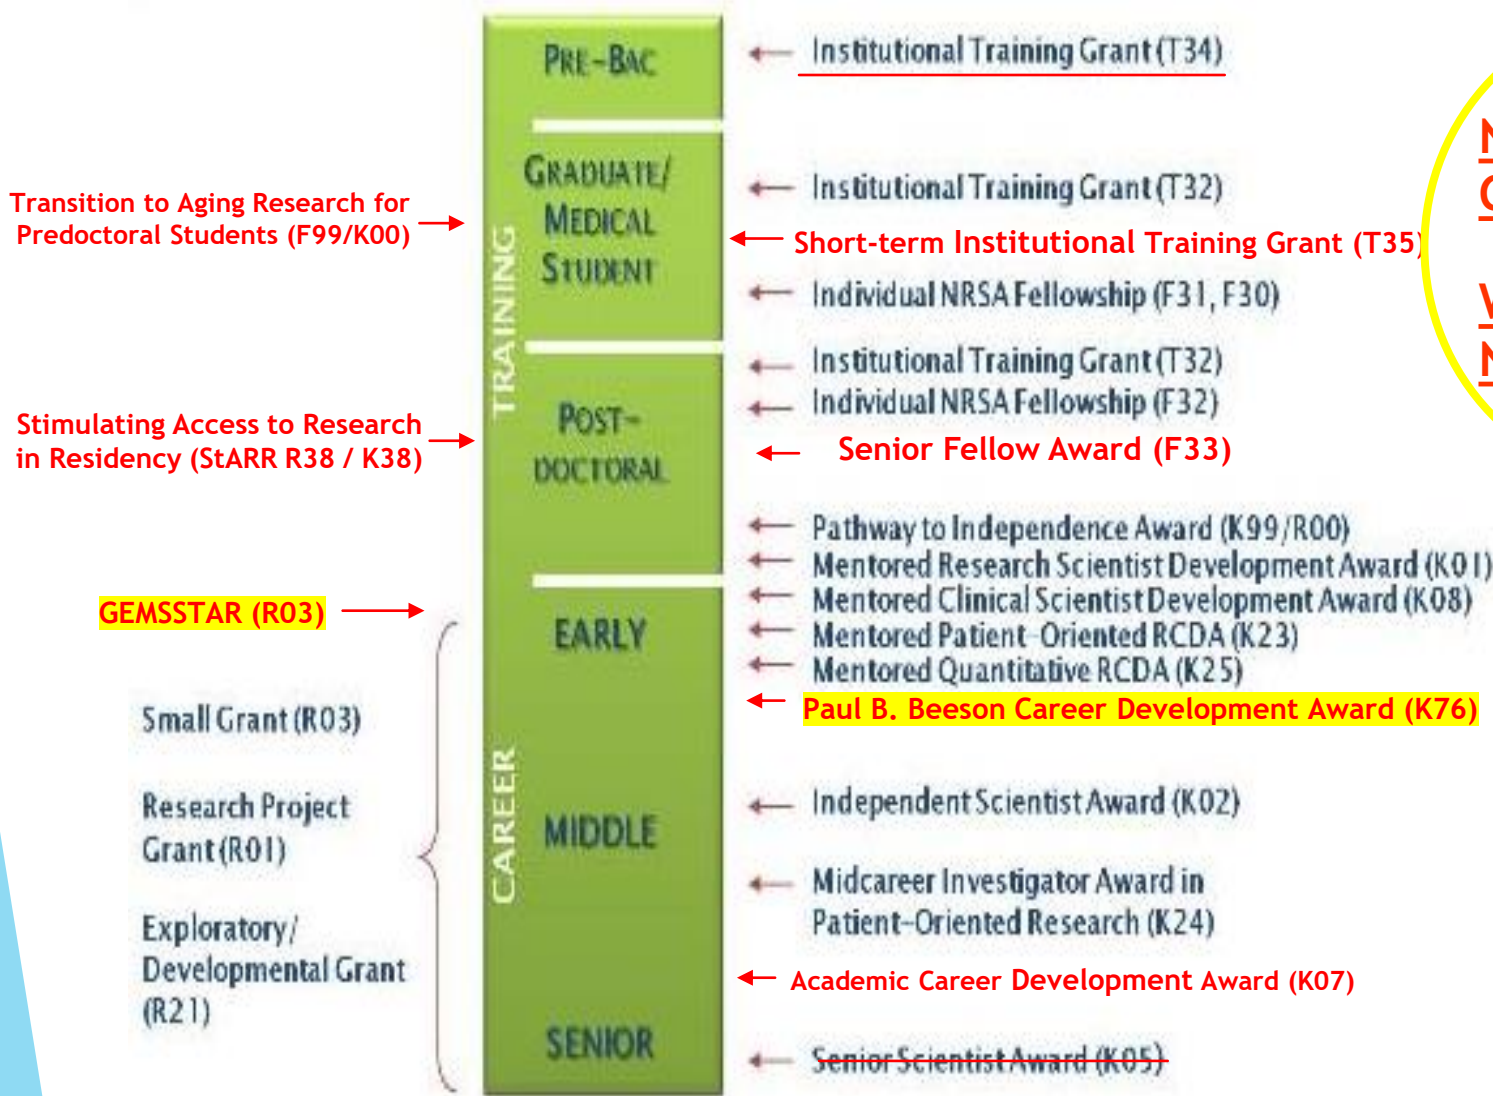 PRE-BAC
Institutional Training Grant (T34)
GRADUATE/
MEDICAL
STUDENT
Transition to Aging Research for
Predoctoral Students (F99/K00)
Institutional Training Grant (T32)
Short-term Institutional Training Grant (T35)
Individual NRSA Fellowship (F31, F30)
TRAINING
POST-
DOCTORAL
Stimulating Access to Research
in Residency (StARR R38 / K38)
Institutional Training Grant (T32)
Individual NRSA Fellowship (F32)
Senior Fellow Award (F33)
Pathway to Independence Award (K99/R00)
Mentored Research Scientist Development Award (K01)
Mentored Clinical Scientist Development Award (K08)
Mentored Patient-Oriented RCDA (K23)
Mentored Quantitative RCDA (K25)
Paul B. Beeson Career Development Award (K76)
GEMSSTAR (R03)
EARLY
Small Grant (R03)
Research Project
Grant (R01)
Exploratory/
Developmental Grant
(R21)
CAREER
MIDDLE
Independent Scientist Award (K02)
Midcareer Investigator Award in
Patient-Oriented Research (K24)
Academic Career Development Award (K07)
SENIOR
Senior Scientist Award (K05)